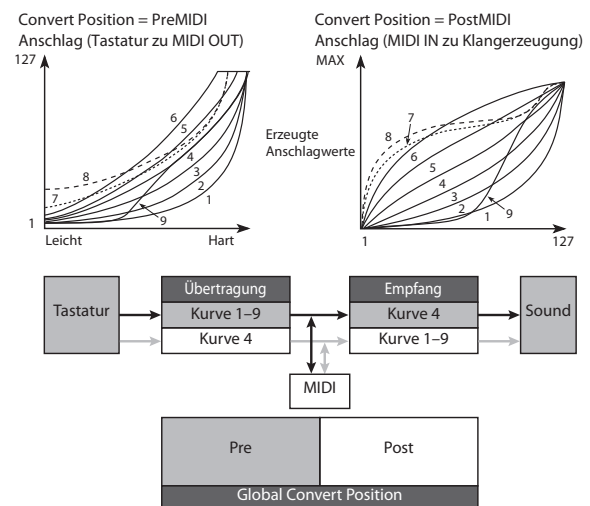 Convert Position = PreMIDI
Anschlag (Tastatur zu MIDI OUT)
127
6
5
4
3
2
1
8
7
9
1
Leicht
Hart
Convert Position = PostMIDI
Anschlag (MIDI IN zu Klangerzeugung)
MAX
Erzeugte
Anschlagwerte
7
8
6
5
4
3
2
1
9
1
127
Tastatur
Übertragung
Kurve 1–9
Kurve 4
Empfang
Kurve 4
Kurve 1–9
Sound
MIDI
Pre
Post
Global Convert Position